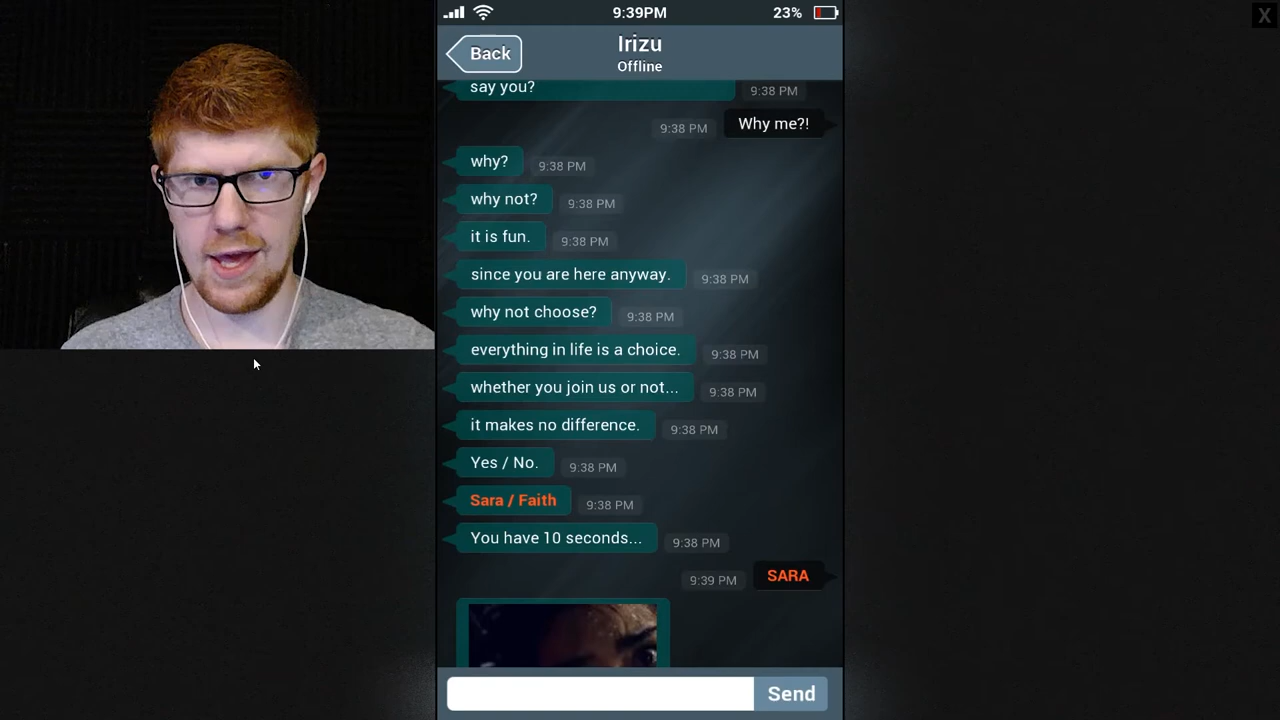 9:39PM
23%
X
Back
Irizu
Offline
say you?
9:38 PM
Why me?!
9:38 PM
why?
9:38 PM
why not?
9:38 PM
it is fun.
9:38 PM
since you are here anyway.
9:38 PM
why not choose?
9:38 PM
everything in life is a choice.
9:38 PM
whether you join us or not...
9:38 PM
it makes no difference.
9:38 PM
Yes / No.
9:38 PM
Sara / Faith
9:38 PM
You have 10 seconds...
9:38 PM
SARA
9:39 PM
Send